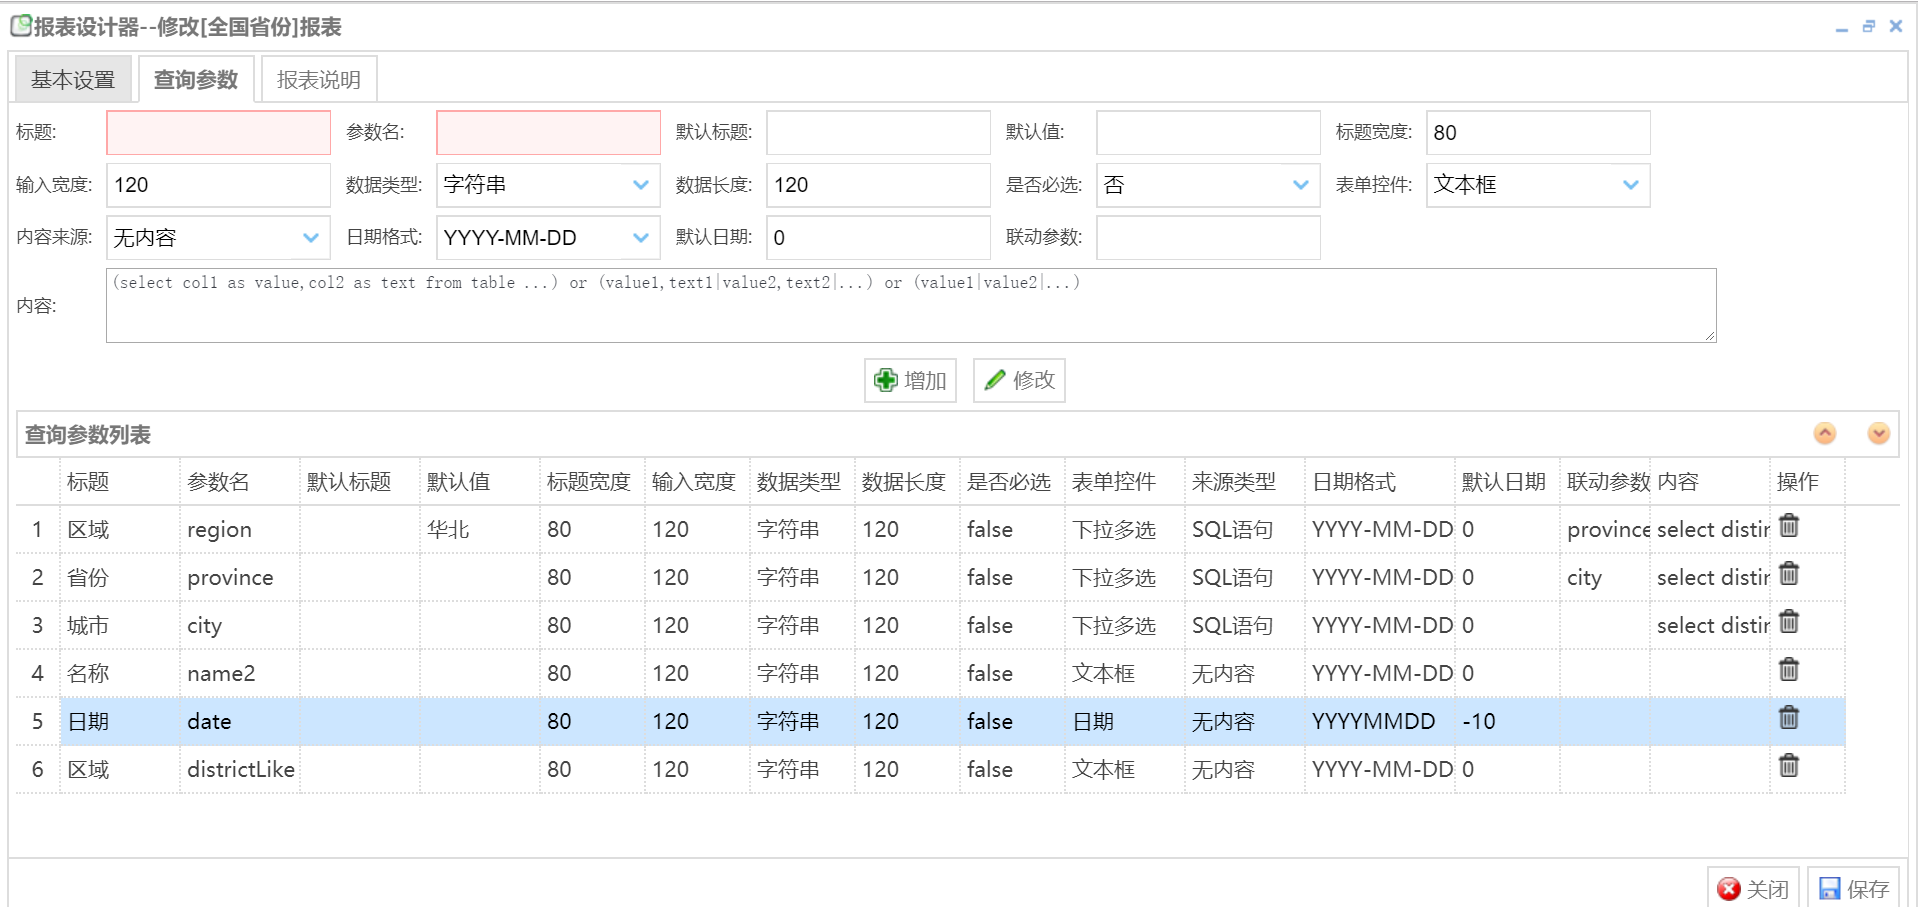 报表设计器--修改[全国省份]报表
基本设置 查询参数 报表说明
标题: 参数名: 默认标题: 默认值: 标题宽度: 80
输入宽度: 120 数据类型: 字符串 数据长度: 120 是否必选: 否 表单控件: 文本框
内容来源: 无内容 日期格式: YYYY-MM-DD 默认日期: 0 联动参数:
内容: (select col1 as value,col2 as text from table ...) or (value1,text1|value2,text2|...) or (value1|value2|...)
增加 修改
查询参数列表
标题 参数名 默认标题 默认值 标题宽度 输入宽度 数据类型 数据长度 是否必选 表单控件 来源类型 日期格式 默认日期 联动参数 内容 操作
1 区域 region 华北 80 120 字符串 120 false 下拉多选 SQL语句 YYYY-MM-DD 0 province select distin
2 省份 province 80 120 字符串 120 false 下拉多选 SQL语句 YYYY-MM-DD 0 city select distin
3 城市 city 80 120 字符串 120 false 下拉多选 SQL语句 YYYY-MM-DD 0 select distin
4 名称 name2 80 120 字符串 120 false 文本框 无内容 YYYY-MM-DD 0
5 日期 date 80 120 字符串 120 false 日期 无内容 YYYYMMDD -10
6 区域 districtLike 80 120 字符串 120 false 文本框 无内容 YYYY-MM-DD 0
关闭 保存